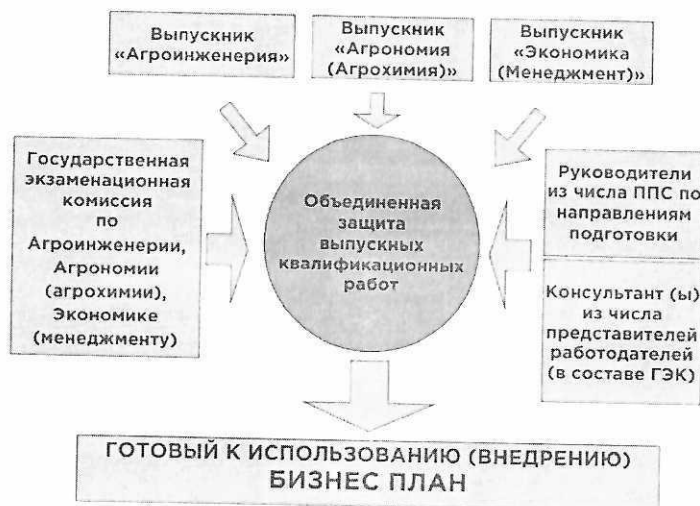 Выпускник
«Агроинженерия»
Выпускник
«Агрономия
(Агрохимия)»
Выпускник
«Экономика
(Менеджмент)»
Государственная
экзаменационная
комиссия
по
Агроинженерии,
Агрономии
(агрохимии),
Экономике
(менеджменту)
Объединенная
защита
выпускных
квалификационных
работ
Руководители
из числа ППС по
направлениям
подготовки
Консультант (ы)
из числа
представителей
работодателей
(в составе ГЭК)
ГОТОВЫЙ К ИСПОЛЬЗОВАНИЮ (ВНЕДРЕНИЮ)
БИЗНЕС ПЛАН